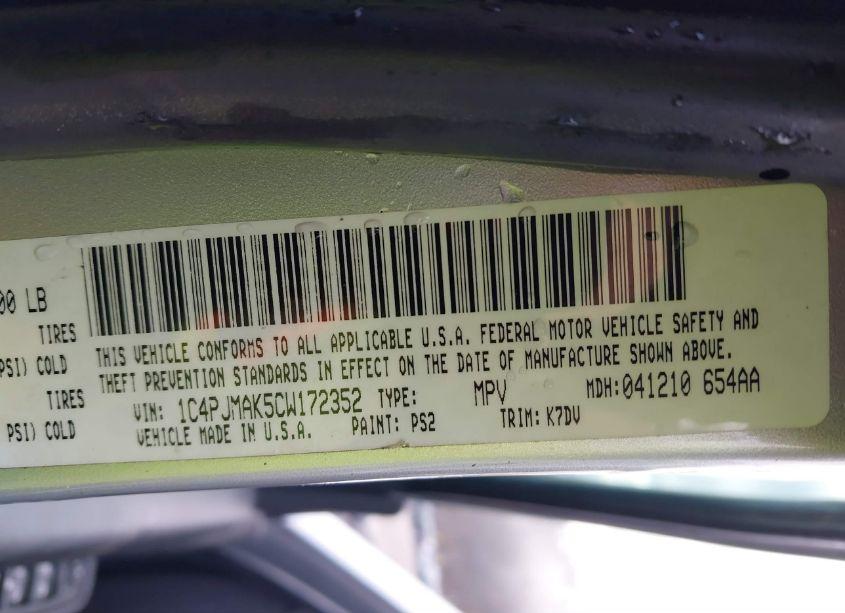 00 LB
TIRES
PSI) COLD
TIRES
PSI) COLD
THIS VEHICLE CONFORMS TO ALL APPLICABLE U.S.A. FEDERAL MOTOR VEHICLE SAFETY AND
THEFT PREVENTION STANDARDS IN EFFECT ON THE DATE OF MANUFACTURE SHOWN ABOVE.
VIN: 1C4PJMAK5CW172352 TYPE: MPV MDH:041210 654AA
VEHICLE MADE IN U.S.A. PAINT: PS2 TRIM: K7DV